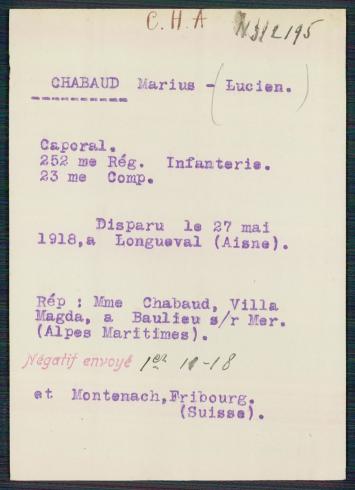 C.H.A
N312195
CHABAUD Marius - (Lucien.)
Caporal.
252 me Rég. Infanterie.
23 me Comp.
Disparu le 27 mai
1918,a Longueval (Aisne).
Rép : Mme Chabaud, Villa
Magda, a Baulieu s/r Mer.
(Alpes Maritimes).
Négatif envoyé 1er 11-18
et Montenach,Fribourg.
(Suisse).